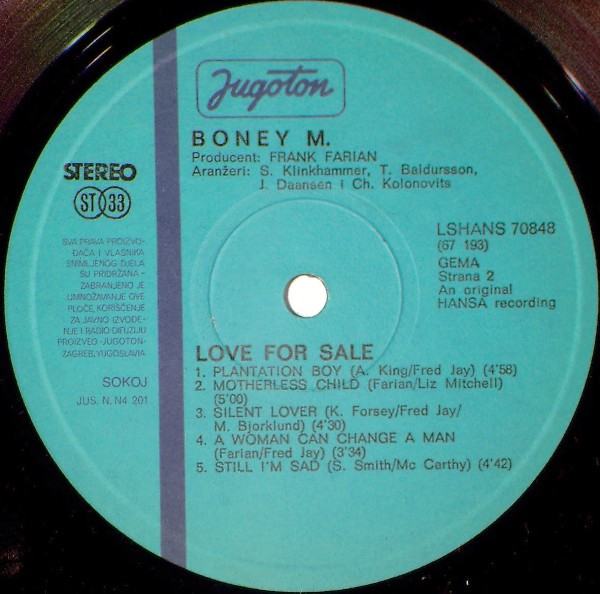 Jugoton
BONEY M.
Producent: FRANK FARIAN
Aranžeri: S. Klinkhammer, T. Baldursson,
J. Daansen i Ch. Kolonovits
STEREO
ST 33
SVA PRAVA PROIZVO-
ĐAČA I VLASNIKA
SNIMLJENOG DJELA
SU PRIDRŽANA -
ZABRANJENO JE
UMNOŽAVANJE OVE
PLOČE, KORIŠĆENJE
ZA JAVNO IZVOĐE-
NJE I RADIO DIFUZIJU
PROIZVEO -JUGOTON-
ZAGREB, YUGOSLAVIA
SOKOJ
JUS. N. N4 201
LSHANS 70848
(67 193)
GEMA
Strana 2
An original
HANSA recording
LOVE FOR SALE
1. PLANTATION BOY (A. King/Fred Jay) (4'58)
2. MOTHERLESS CHILD (Farian/Liz Mitchell)
(5'00)
3. SILENT LOVER (K. Forsey/Fred Jay/
M. Bjorklund) (4'30)
4. A WOMAN CAN CHANGE A MAN
(Farian/Fred Jay) (3'34)
5. STILL I'M SAD (S. Smith/Mc Carthy) (4'42)